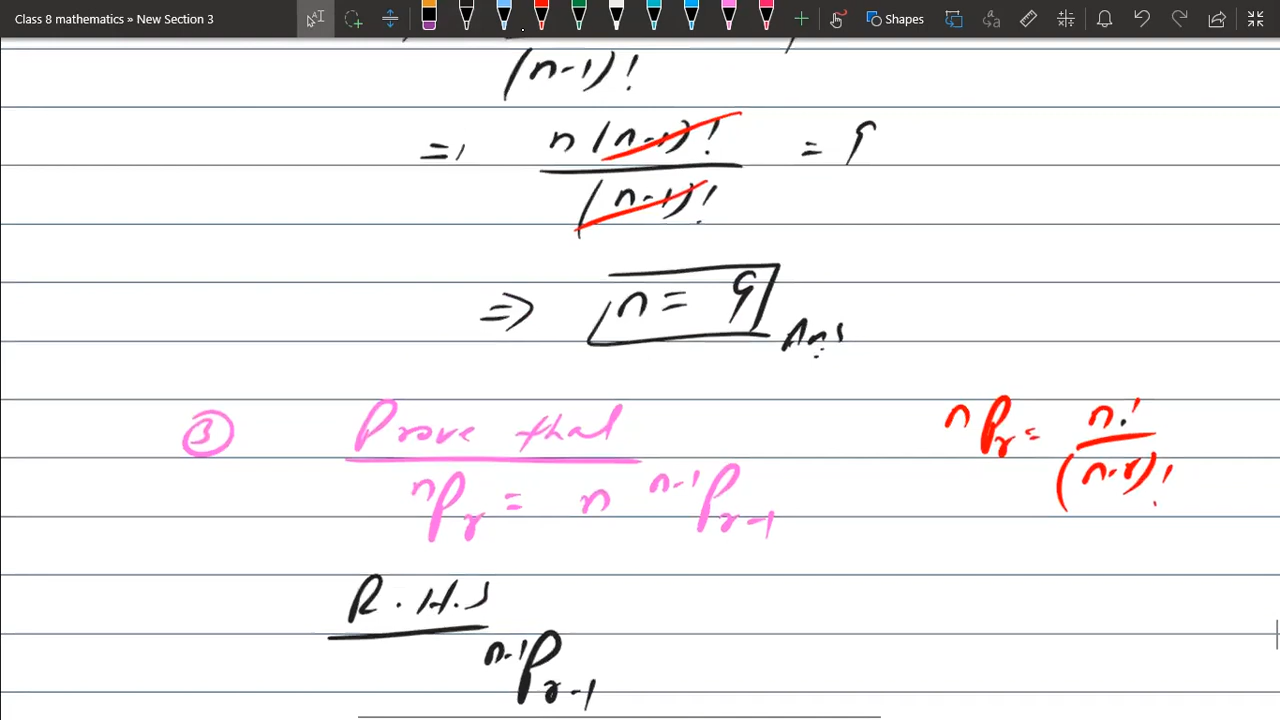 Class 8 mathematics » New Section 3
Shapes
(n-1)!
=> n(n-1)! / (n-1)! = 9
=> n = 9 Ans
③ Prove that
ⁿPᵣ = n!/(n-r)!
ⁿPᵣ = n ⁿ⁻¹Pᵣ₋₁
R.H.S
ⁿ⁻¹Pᵣ₋₁